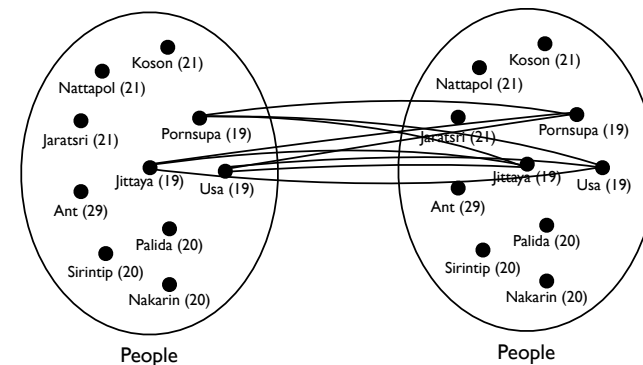 Koson (21)
Nattapol (21)
Jaratsri (21)
Pornsupa (19)
Jittaya (19)
Usa (19)
Ant (29)
Palida (20)
Sirintip (20)
Nakarin (20)
People
Koson (21)
Nattapol (21)
Jaratsri (21)
Pornsupa (19)
Jittaya (19)
Usa (19)
Ant (29)
Palida (20)
Sirintip (20)
Nakarin (20)
People